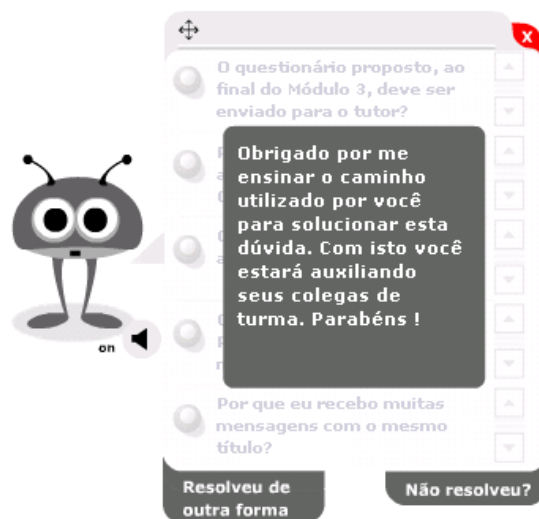 X
O questionário proposto, ao
final do Módulo 3, deve ser
enviado para o tutor?
Obrigado por me
ensinar o caminho
utilizado por você
para solucionar esta
dúvida. Com isto você
estará auxiliando
seus colegas de
turma. Parabéns !
on
Por que eu recebo muitas
mensagens com o mesmo
título?
Resolveu de
outra forma
Não resolveu?